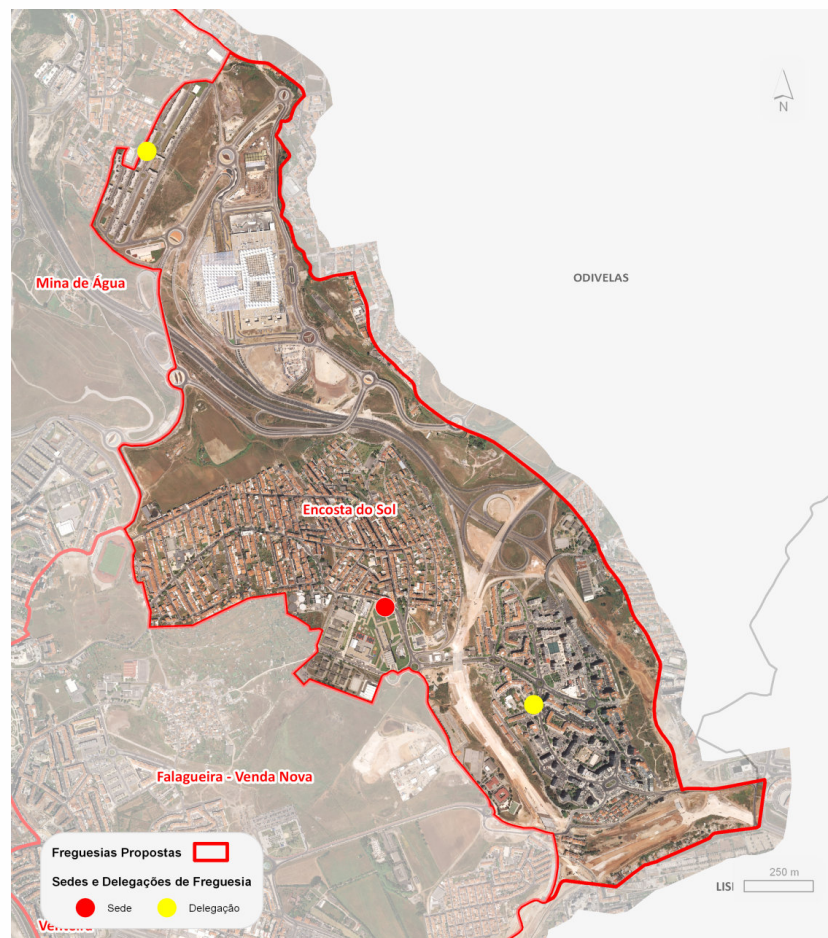 N
ODIVELAS
Mina de Água
Encosta do Sol
Falagueira - Venda Nova
Freguesias Propostas
Sedes e Delegações de Freguesia
Sede
Delegação
250 m
LISI